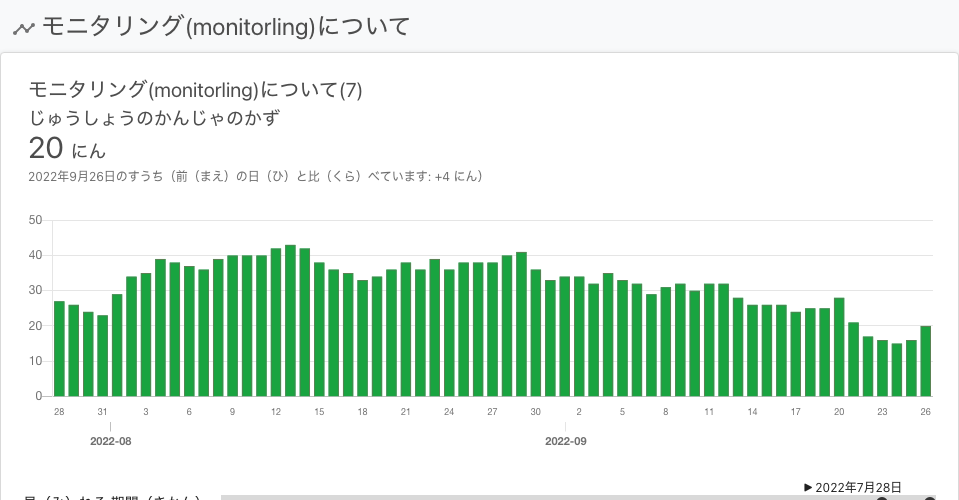 モニタリング(monitorling)について
モニタリング(monitorling)について(7)
じゅうしょうのかんじゃのかず
20 にん
2022年9月26日のすうち（前（まえ）の日（ひ）と比（くら）べています: +4 にん）
50
40
30
20
10
0
28 31 3 6 9 12 15 18 21 24 27 30 2 5 8 11 14 17 20 23 26
2022-08 2022-09
▶ 2022年7月28日